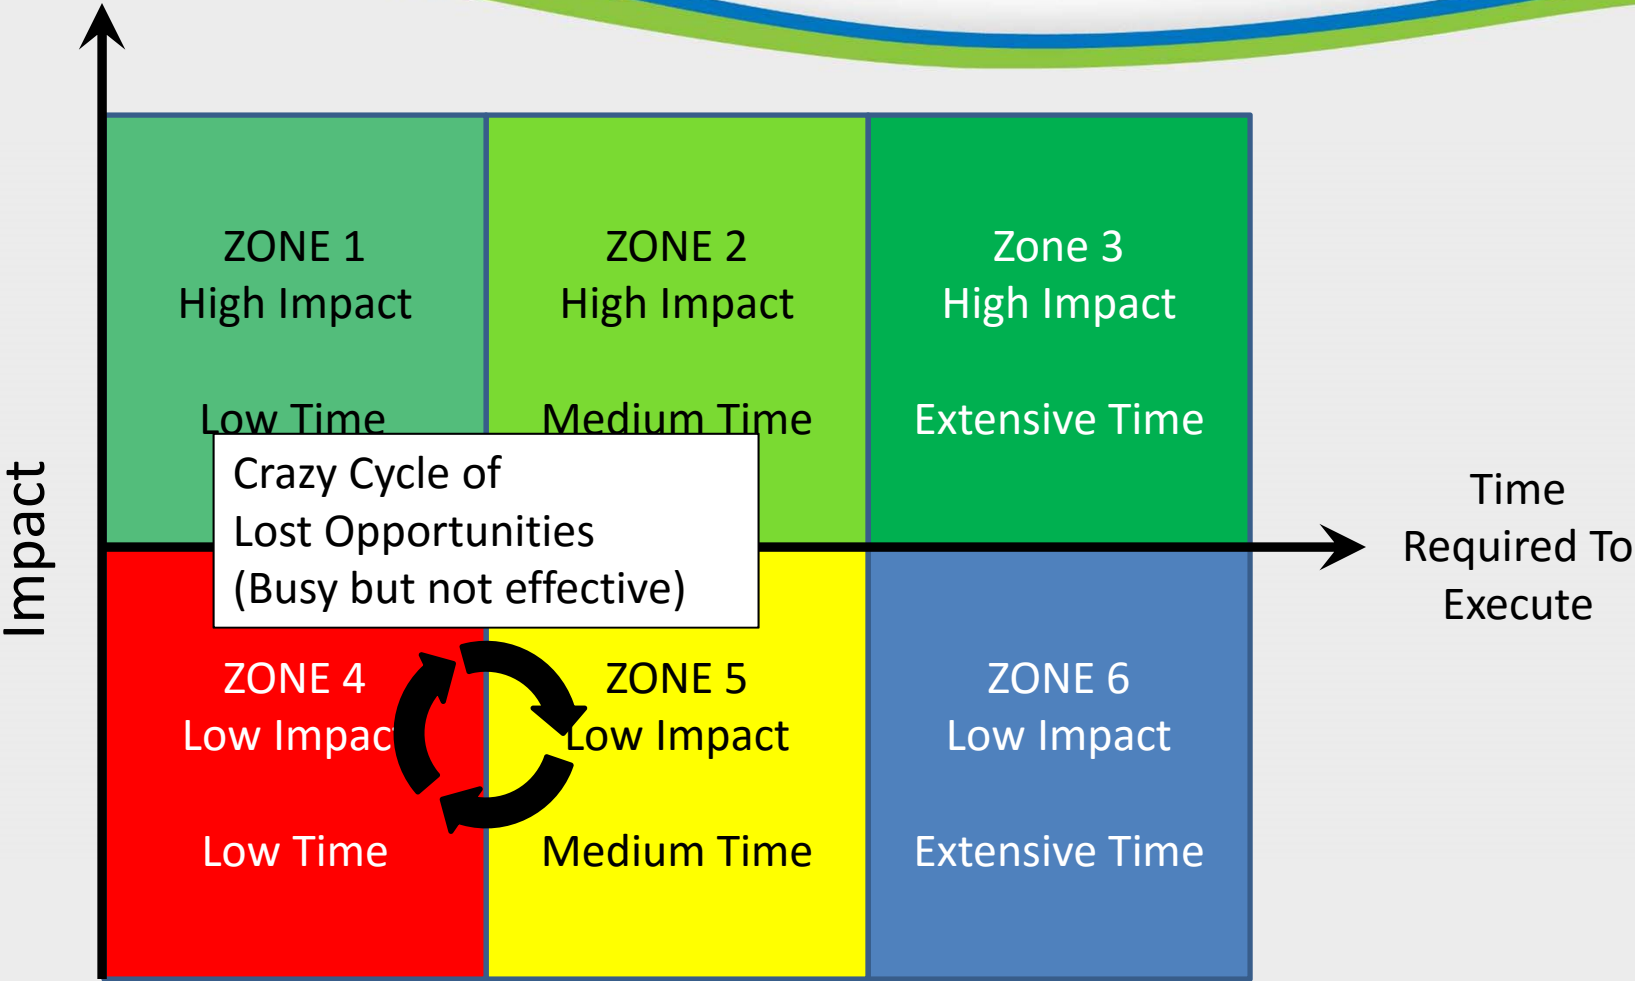 ZONE 1
High Impact
Low Time
ZONE 2
High Impact
Medium Time
Zone 3
High Impact
Extensive Time
Crazy Cycle of
Lost Opportunities
(Busy but not effective)
Impact
Time
Required To
Execute
ZONE 4
Low Impact
Low Time
ZONE 5
Low Impact
Medium Time
ZONE 6
Low Impact
Extensive Time